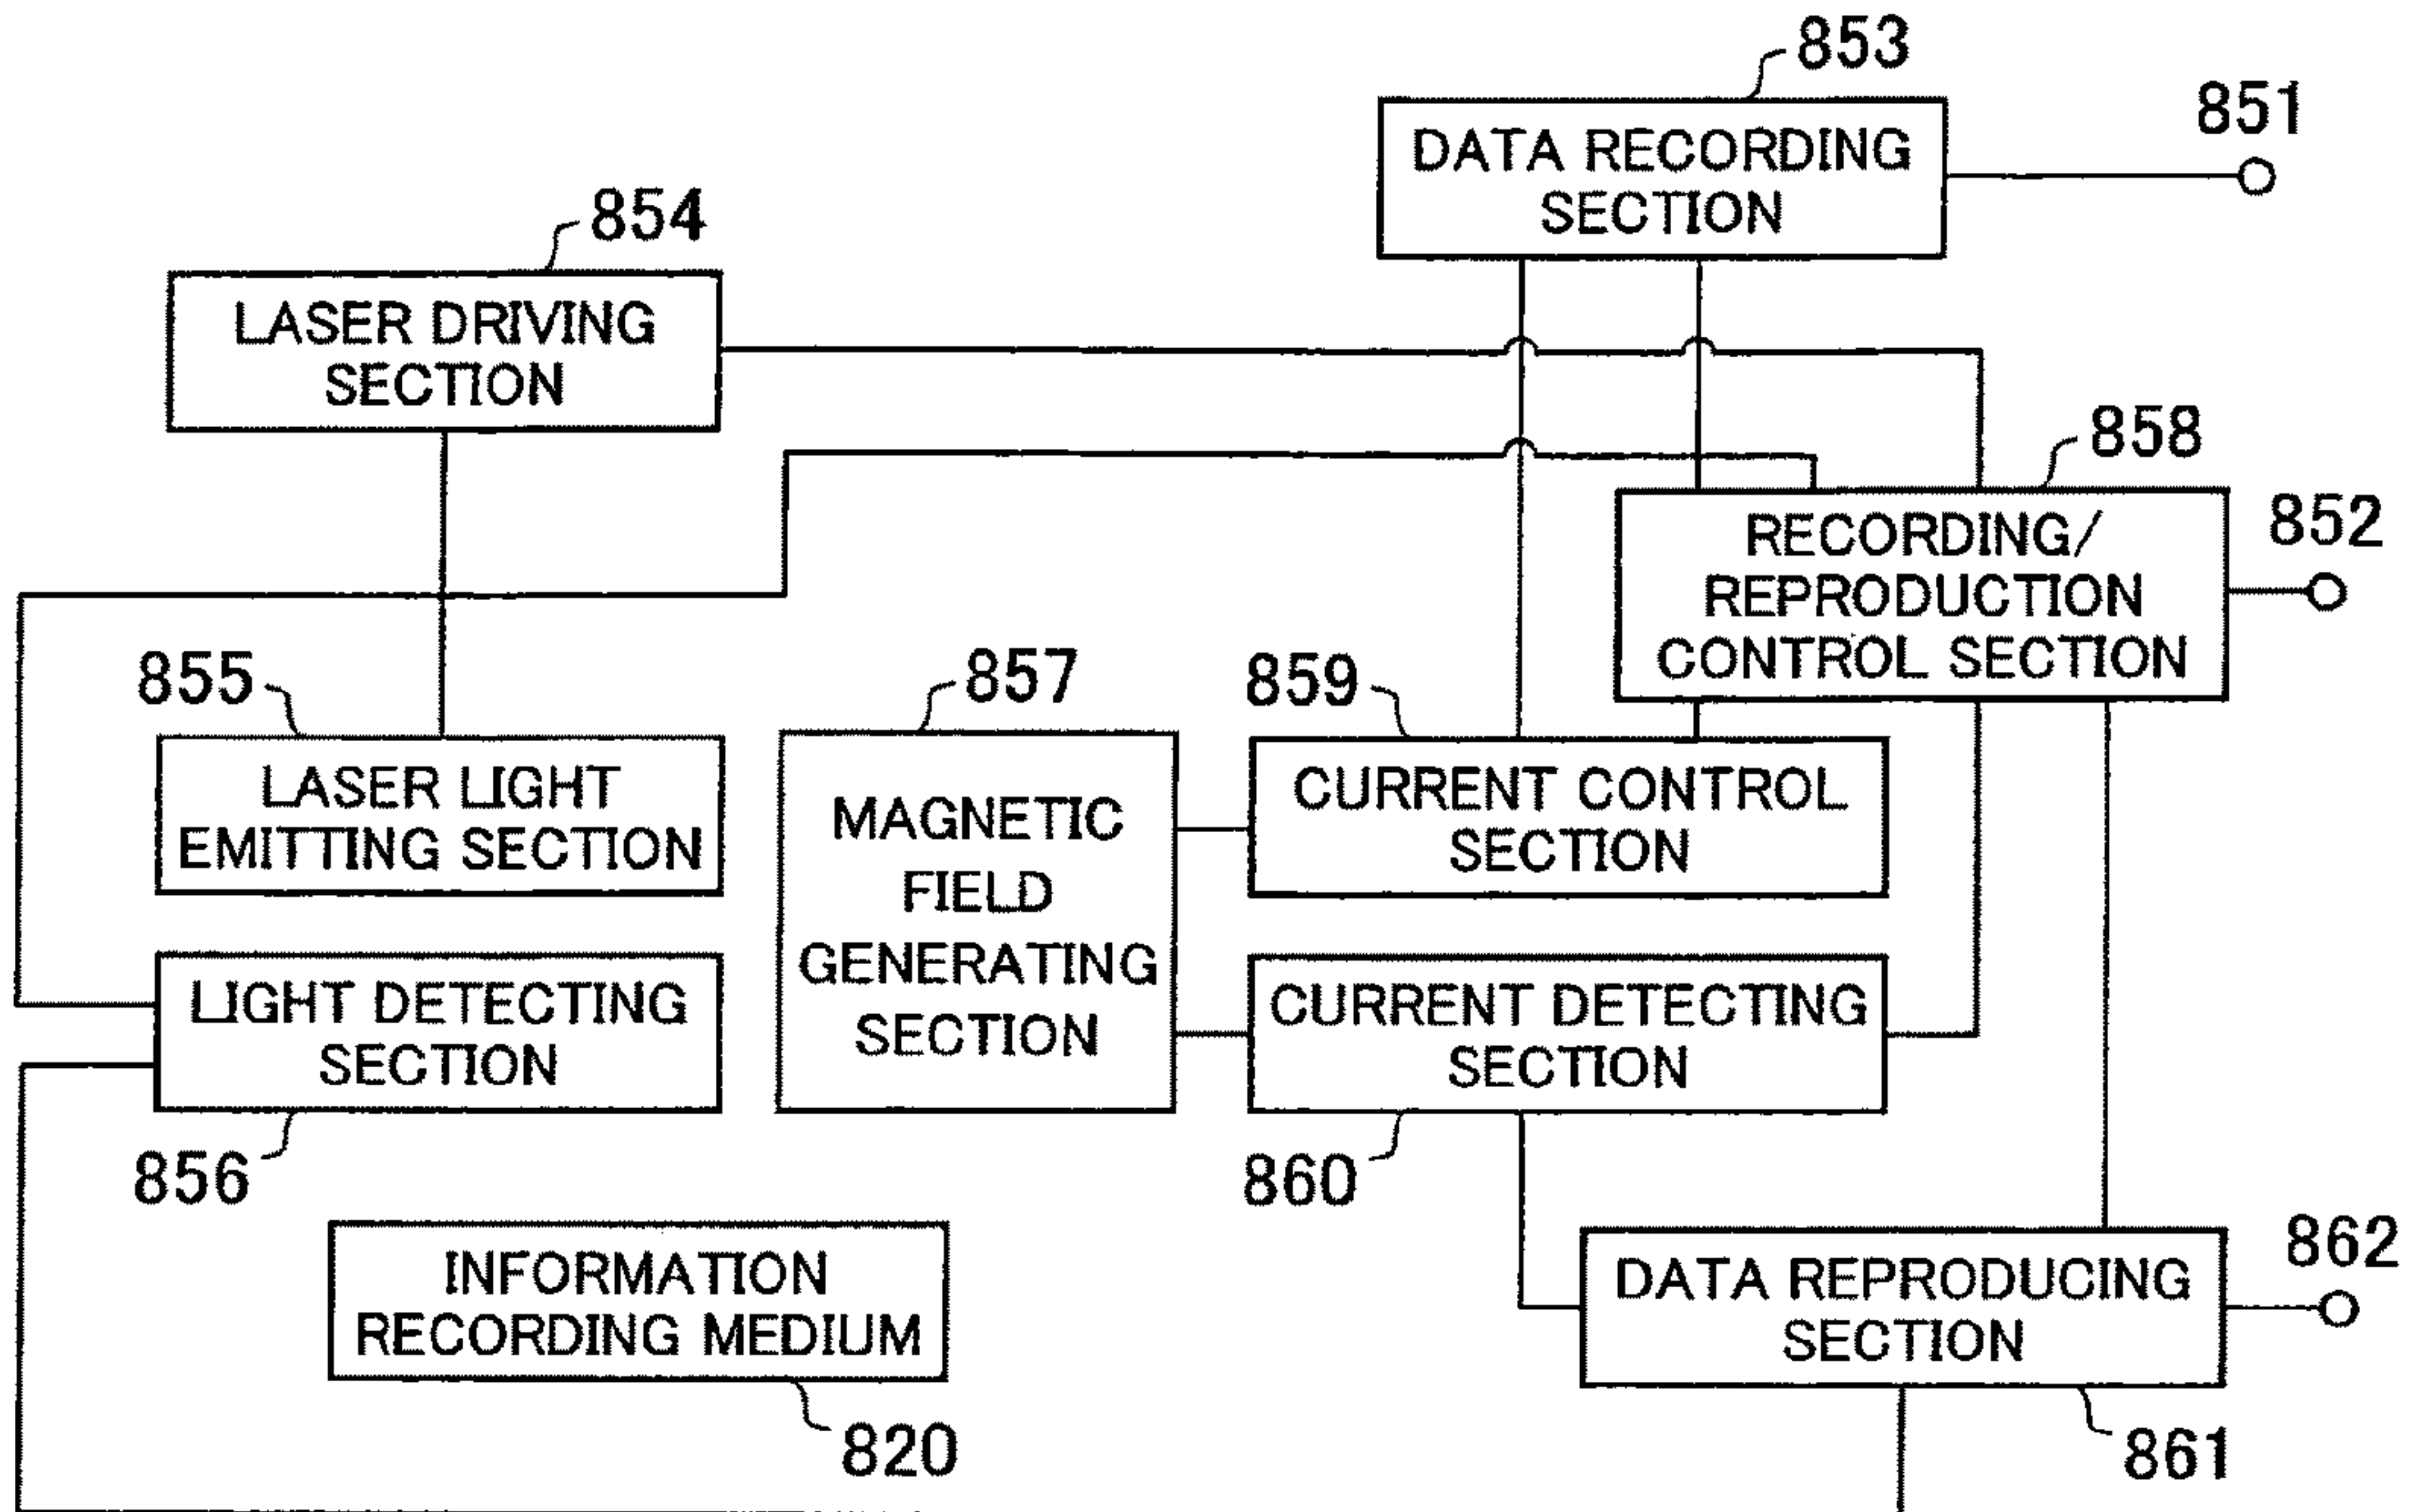 853
851
DATA RECORDING
SECTION
854
LASER DRIVING
SECTION
858
852
RECORDING/
REPRODUCTION
CONTROL SECTION
855
857
859
LASER LIGHT
EMITTING SECTION
MAGNETIC
FIELD
GENERATING
SECTION
CURRENT CONTROL
SECTION
LIGHT DETECTING
SECTION
CURRENT DETECTING
SECTION
856
860
862
INFORMATION
RECORDING MEDIUM
DATA REPRODUCING
SECTION
820
861